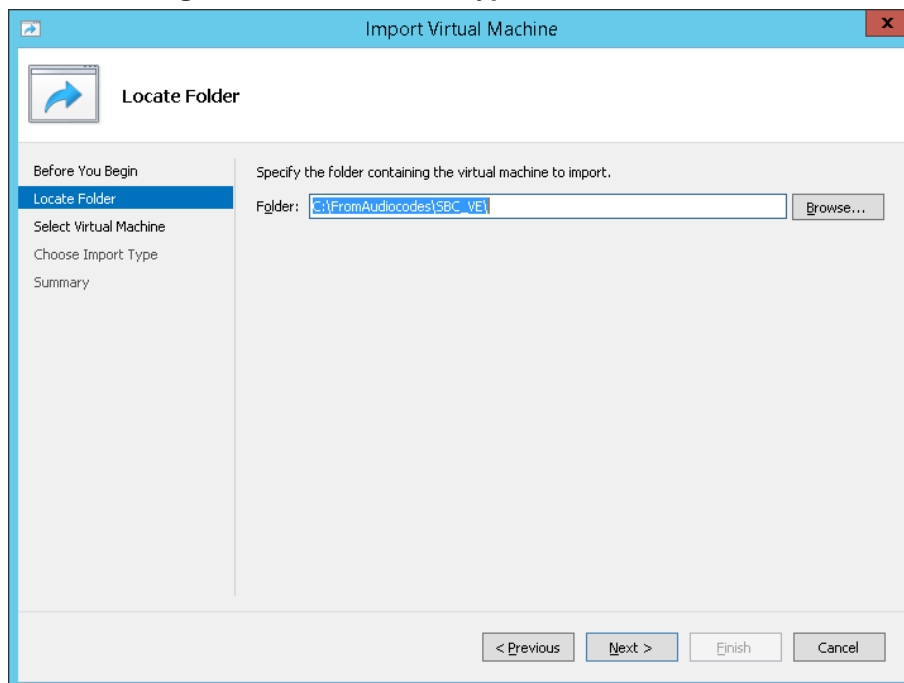 Import Virtual Machine
x
Locate Folder
Before You Begin
Locate Folder
Select Virtual Machine
Choose Import Type
Summary
Specify the folder containing the virtual machine to import.
Folder: C:\FromAudiocodes\SBC_VE\ Browse...
< Previous Next > Finish Cancel